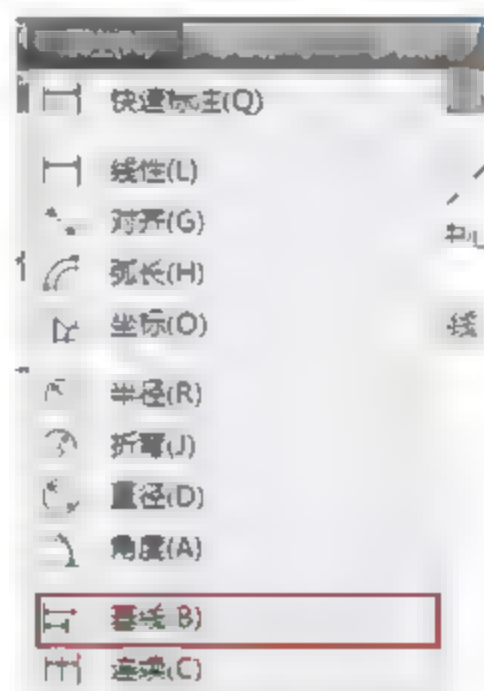 快速标注(Q)
线性(L)
对齐(G)
弧长(H)
坐标(O)
半径(R)
折弯(J)
直径(D)
角度(A)
基线(B)
连续(C)
线